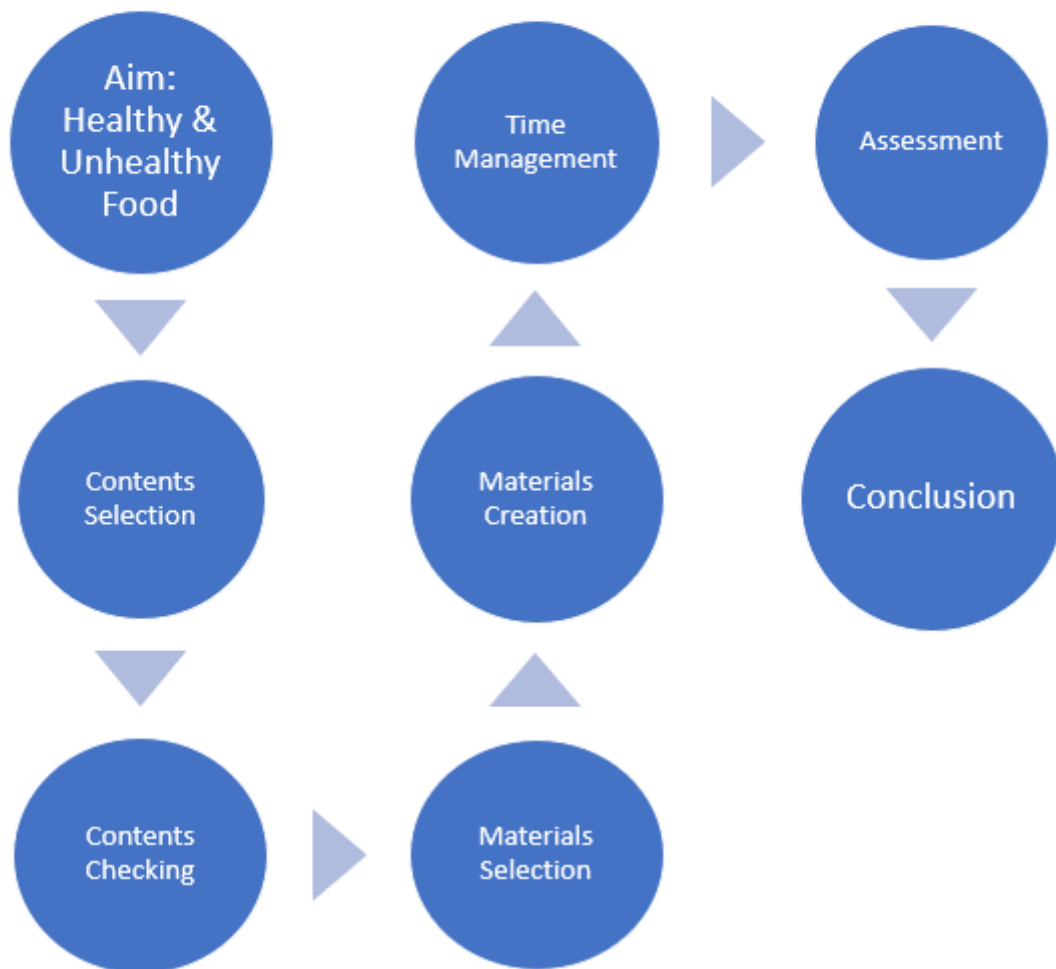 Aim:
Healthy &
Unhealthy
Food
Contents
Selection
Contents
Checking
Materials
Selection
Materials
Creation
Time
Management
Assessment
Conclusion